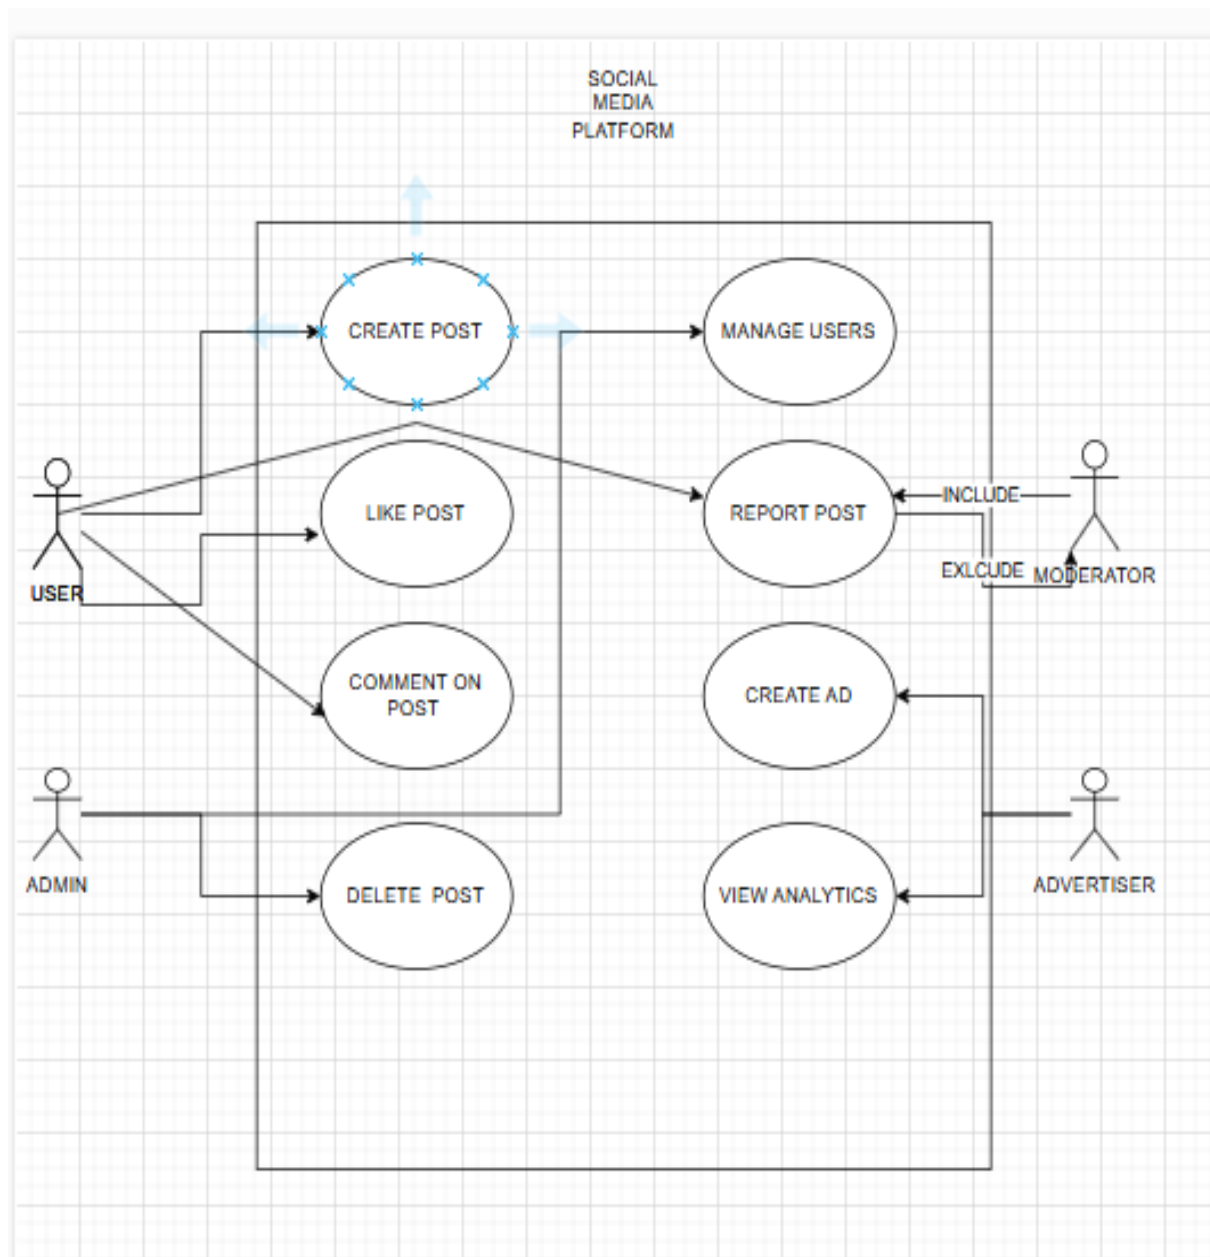 SOCIAL
MEDIA
PLATFORM
CREATE POST
MANAGE USERS
LIKE POST
REPORT POST
INCLUDE
EXLCUDE
MODERATOR
USER
COMMENT ON
POST
CREATE AD
ADMIN
DELETE POST
VIEW ANALYTICS
ADVERTISER